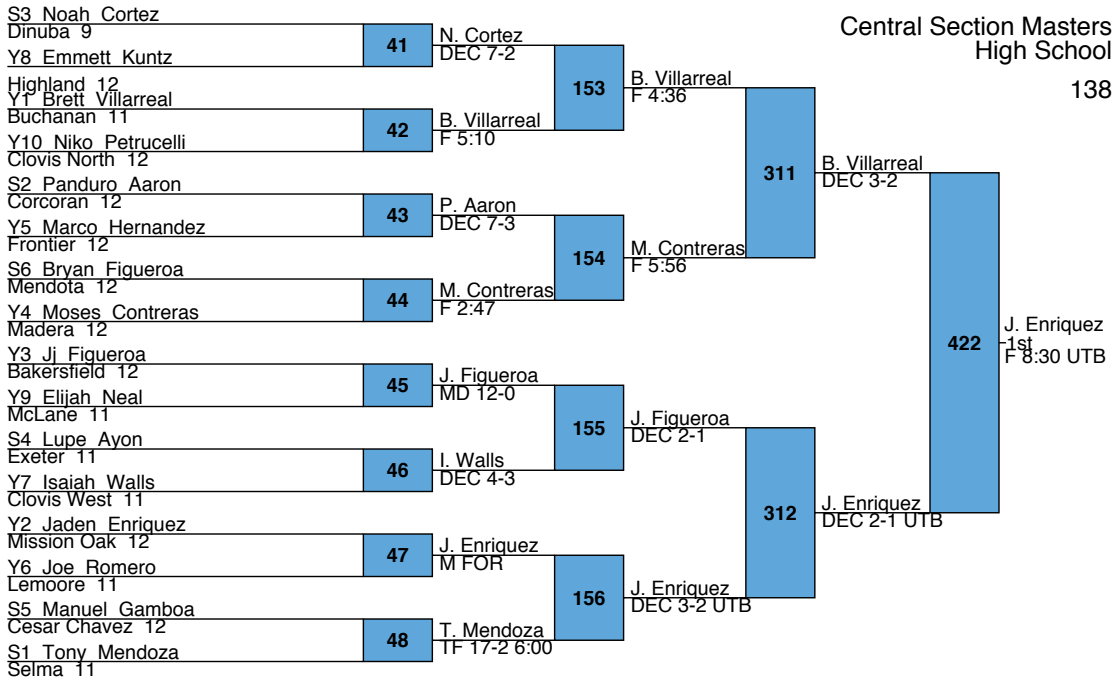 Central Section Masters
High School
138
S3 Noah Cortez
Dinuba 9
Y8 Emmett Kuntz
Highland 12
Y1 Brett Villarreal
Buchanan 11
Y10 Niko Petrucelli
Clovis North 12
S2 Panduro Aaron
Corcoran 12
Y5 Marco Hernandez
Frontier 12
S6 Bryan Figueroa
Mendota 12
Y4 Moses Contreras
Madera 12
Y3 Jj Figueroa
Bakersfield 12
Y9 Elijah Neal
McLane 11
S4 Lupe Ayon
Exeter 11
Y7 Isaiah Walls
Clovis West 11
Y2 Jaden Enriquez
Mission Oak 12
Y6 Joe Romero
Lemoore 11
S5 Manuel Gamboa
Cesar Chavez 12
S1 Tony Mendoza
Selma 11
41
42
43
44
45
46
47
48
N. Cortez
DEC 7-2
B. Villarreal
F 5:10
P. Aaron
DEC 7-3
M. Contreras
F 2:47
J. Figueroa
MD 12-0
I. Walls
DEC 4-3
J. Enriquez
M FOR
T. Mendoza
TF 17-2 6:00
153
154
155
156
B. Villarreal
F 4:36
M. Contreras
F 5:56
J. Figueroa
DEC 2-1
J. Enriquez
DEC 3-2 UTB
311
312
B. Villarreal
DEC 3-2
J. Enriquez
DEC 2-1 UTB
422
J. Enriquez
1st
F 8:30 UTB